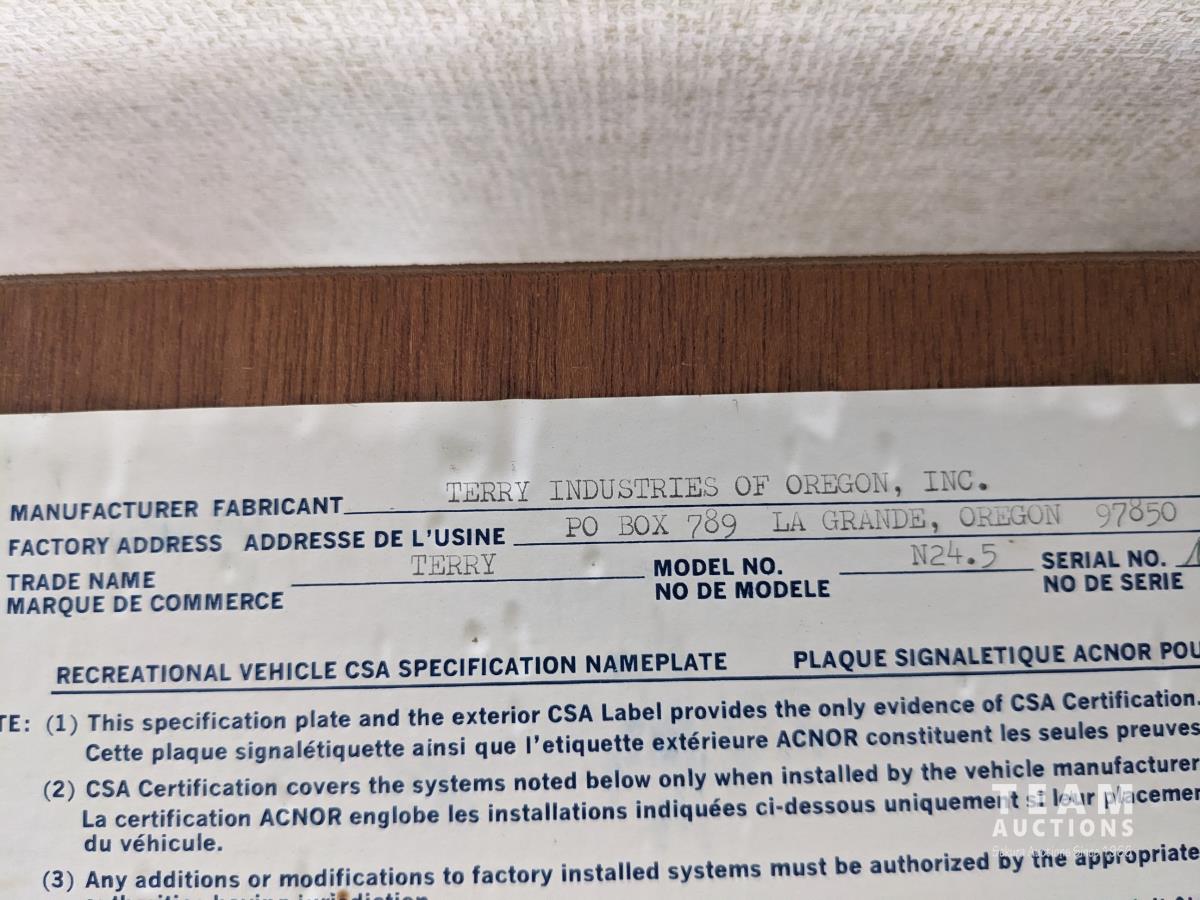 MANUFACTURER FABRICANT TERRY INDUSTRIES OF OREGON, INC.
FACTORY ADDRESS ADDRESSE DE L'USINE PO BOX 789 LA GRANDE, OREGON 97850
TRADE NAME TERRY MODEL NO. N24.5 SERIAL NO.
MARQUE DE COMMERCE NO DE MODELE NO DE SERIE
RECREATIONAL VEHICLE CSA SPECIFICATION NAMEPLATE PLAQUE SIGNALETIQUE ACNOR POU
TE: (1) This specification plate and the exterior CSA Label provides the only evidence of CSA Certification.
Cette plaque signalétiquette ainsi que l'etiquette extérieure ACNOR constituent les seules preuves
(2) CSA Certification covers the systems noted below only when installed by the vehicle manufacturer
La certification ACNOR englobe les installations indiquées ci-dessous uniquement si leur placemen
du véhicule.
(3) Any additions or modifications to factory installed systems must be authorized by the appropriate
TEAM
AUCTIONS